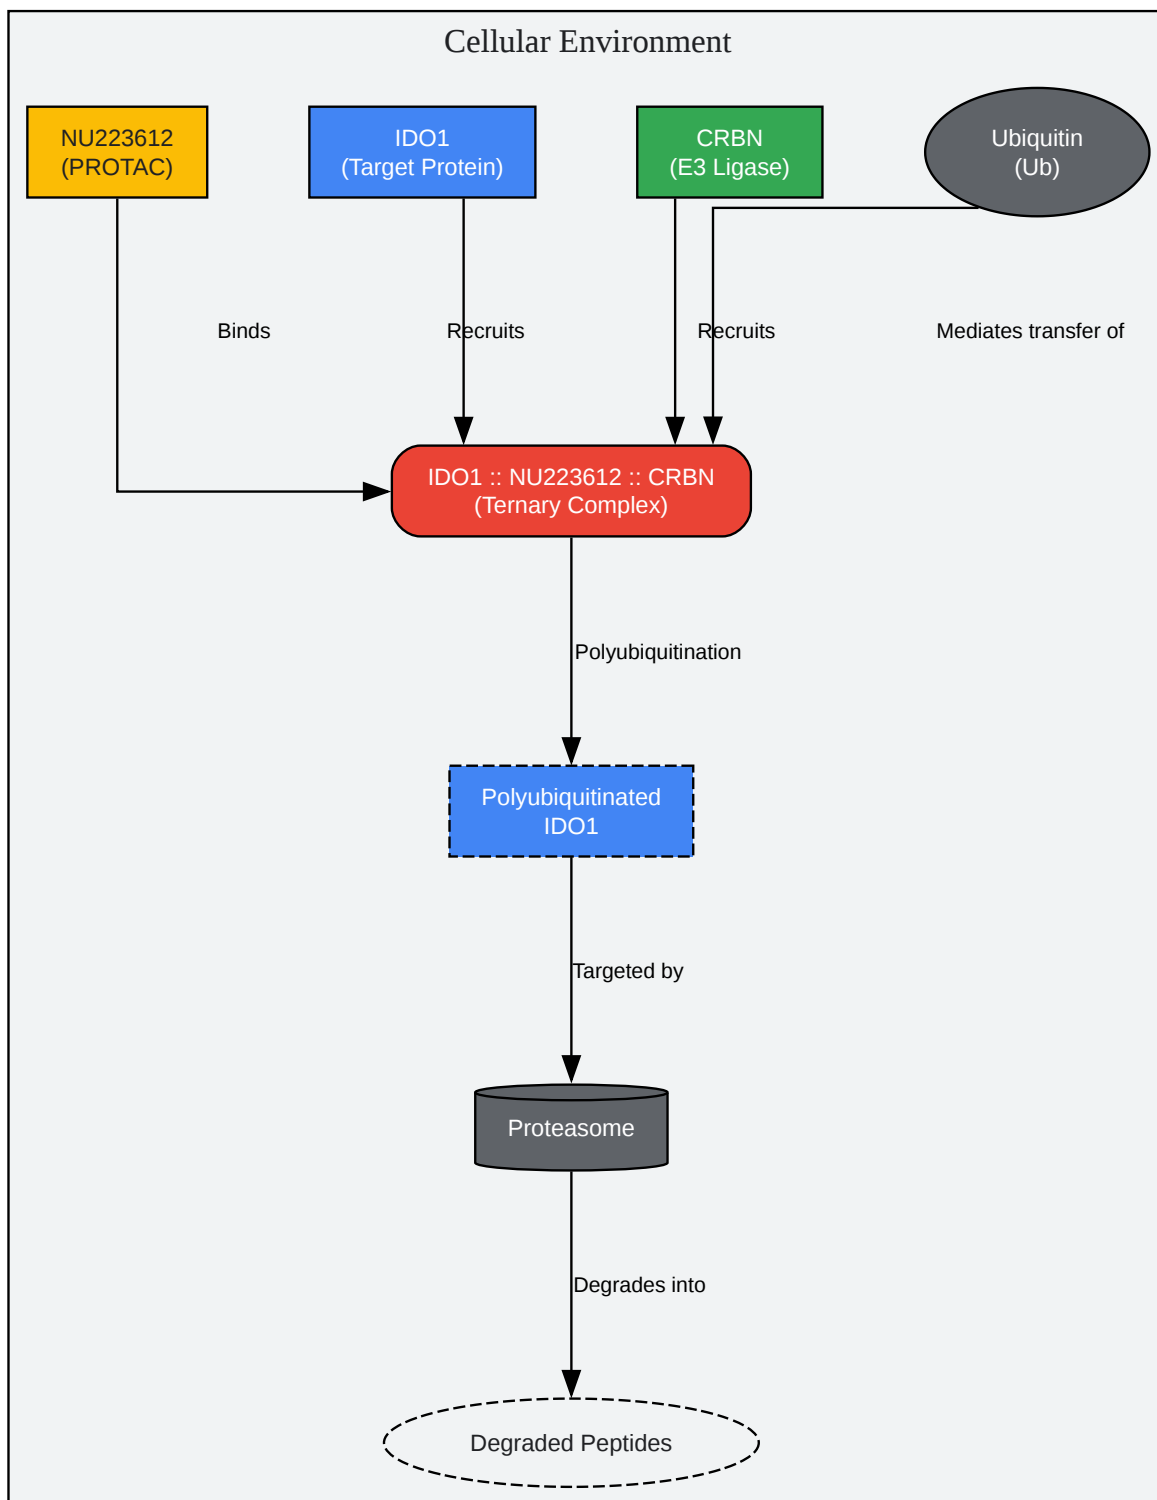 Cellular Environment
NU223612
(PROTAC)
IDO1
(Target Protein)
CRBN
(E3 Ligase)
Ubiquitin
(Ub)
Binds
Recruits
Recruits
Mediates transfer of
IDO1 :: NU223612 :: CRBN
(Ternary Complex)
Polyubiquitination
Polyubiquitinated
IDO1
Targeted by
Proteasome
Degrades into
Degraded Peptides